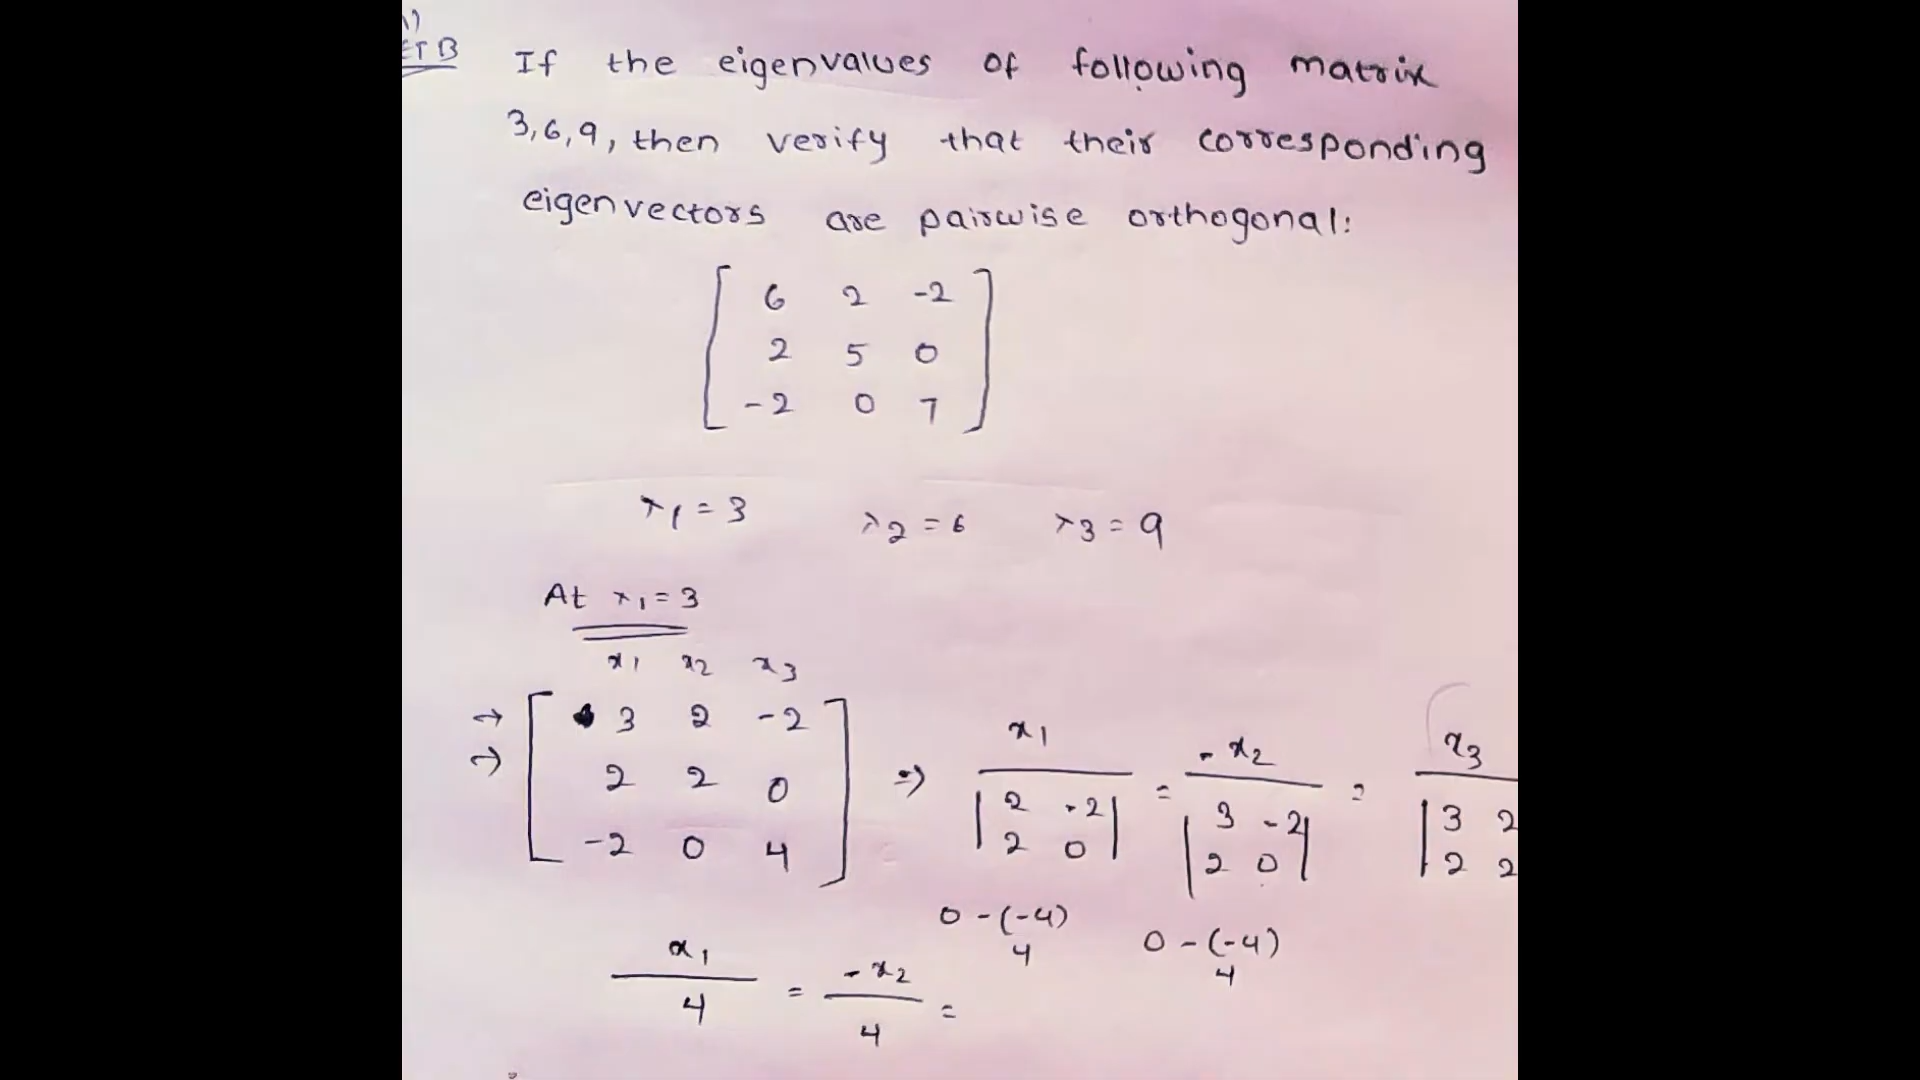 1)
ET B If the eigenvalues of following matrix
3,6,9, then verify that their corresponding
eigenvectors are pairwise orthogonal:
6 2 -2
2 5 0
-2 0 7
λ1 = 3 λ2 = 6 λ3 = 9
At λ1 = 3
x1 x2 x3
→ 3 2 -2
→ 2 2 0
-2 0 4
⇒ x1 / |2 -2; 2 0| = -x2 / |3 -2; 2 0| = x3 / |3 2; 2 2|
0 - (-4) 0 - (-4)
4 4
x1 / 4 = -x2 / 4 =